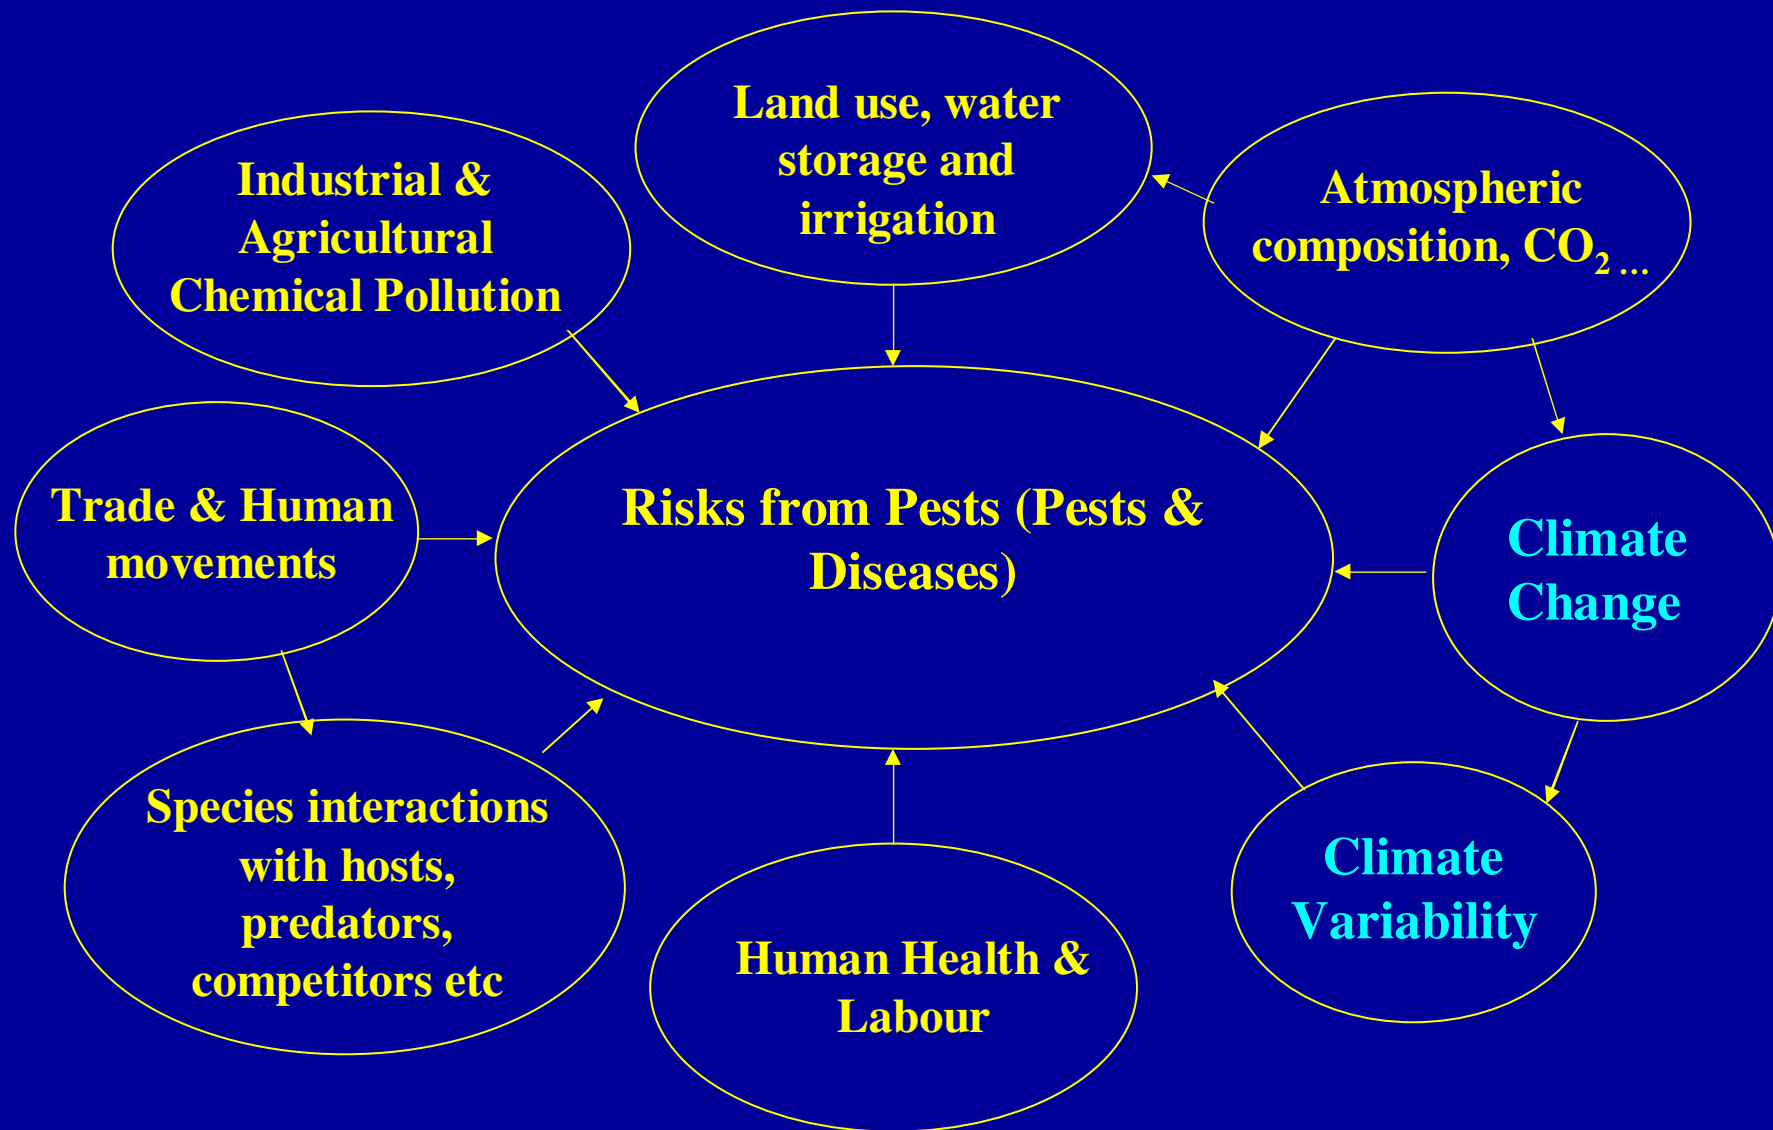 Land use, water
storage and
irrigation
Industrial &
Agricultural
Chemical Pollution
Atmospheric
composition, CO₂ ...
Trade & Human
movements
Risks from Pests (Pests &
Diseases)
Climate
Change
Species interactions
with hosts,
predators,
competitors etc
Human Health &
Labour
Climate
Variability